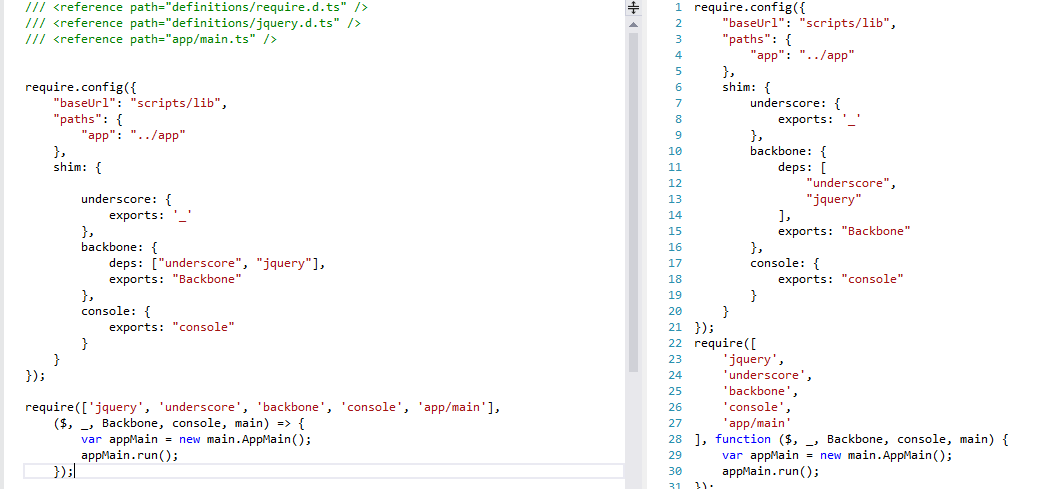 /// <reference path="definitions/require.d.ts" />
/// <reference path="definitions/jquery.d.ts" />
/// <reference path="app/main.ts" />
require.config({
    "baseUrl": "scripts/lib",
    "paths": {
        "app": "../app"
    },
    shim: {
        underscore: {
            exports: '_'
        },
        backbone: {
            deps: ["underscore", "jquery"],
            exports: "Backbone"
        },
        console: {
            exports: "console"
        }
    }
});
require(['jquery', 'underscore', 'backbone', 'console', 'app/main'],
    ($, _, Backbone, console, main) => {
        var appMain = new main.AppMain();
        appMain.run();
    });
1 require.config({
2     "baseUrl": "scripts/lib",
3     "paths": {
4         "app": "../app"
5     },
6     shim: {
7         underscore: {
8             exports: '_'
9         },
10         backbone: {
11             deps: [
12                 "underscore",
13                 "jquery"
14             ],
15             exports: "Backbone"
16         },
17         console: {
18             exports: "console"
19         }
20     }
21 });
22 require([
23     'jquery',
24     'underscore',
25     'backbone',
26     'console',
27     'app/main'
28 ], function ($, _, Backbone, console, main) {
29     var appMain = new main.AppMain();
30     appMain.run();
31 });